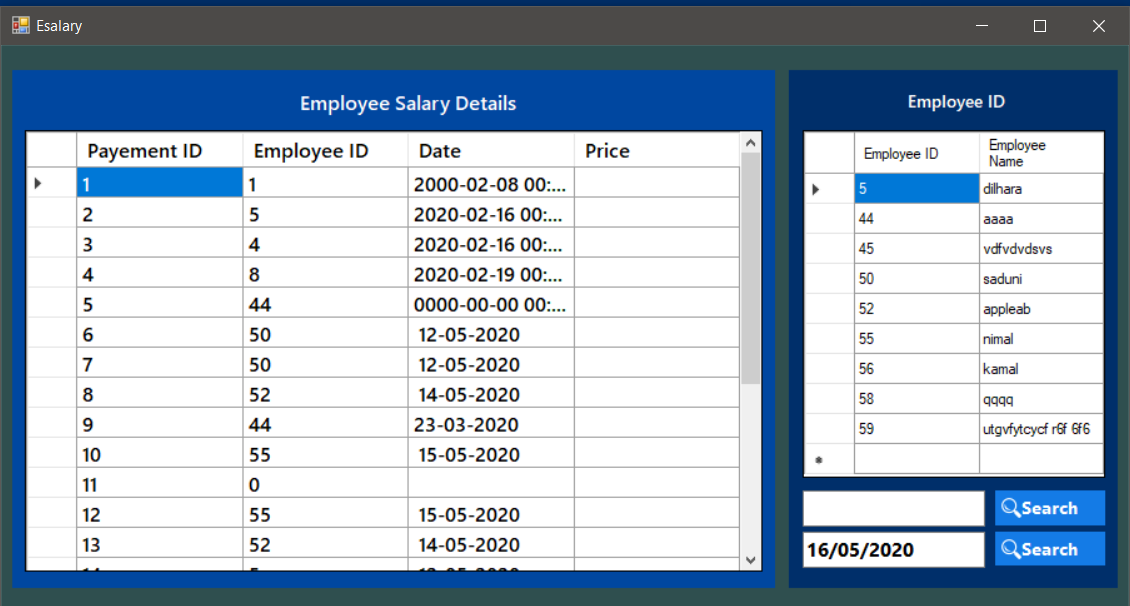 Esalary
Employee Salary Details
Payement ID Employee ID Date Price
1 1 2000-02-08 00:...
2 5 2020-02-16 00:...
3 4 2020-02-16 00:...
4 8 2020-02-19 00:...
5 44 0000-00-00 00:...
6 50 12-05-2020
7 50 12-05-2020
8 52 14-05-2020
9 44 23-03-2020
10 55 15-05-2020
11 0
12 55 15-05-2020
13 52 14-05-2020
Employee ID
Employee ID Employee
Name
5 dilhara
44 aaaa
45 vdfvdvdsvs
50 saduni
52 appleab
55 nimal
56 kamal
58 qqqq
59 utgvfytcycf r6f 6f6
Search
16/05/2020 Search